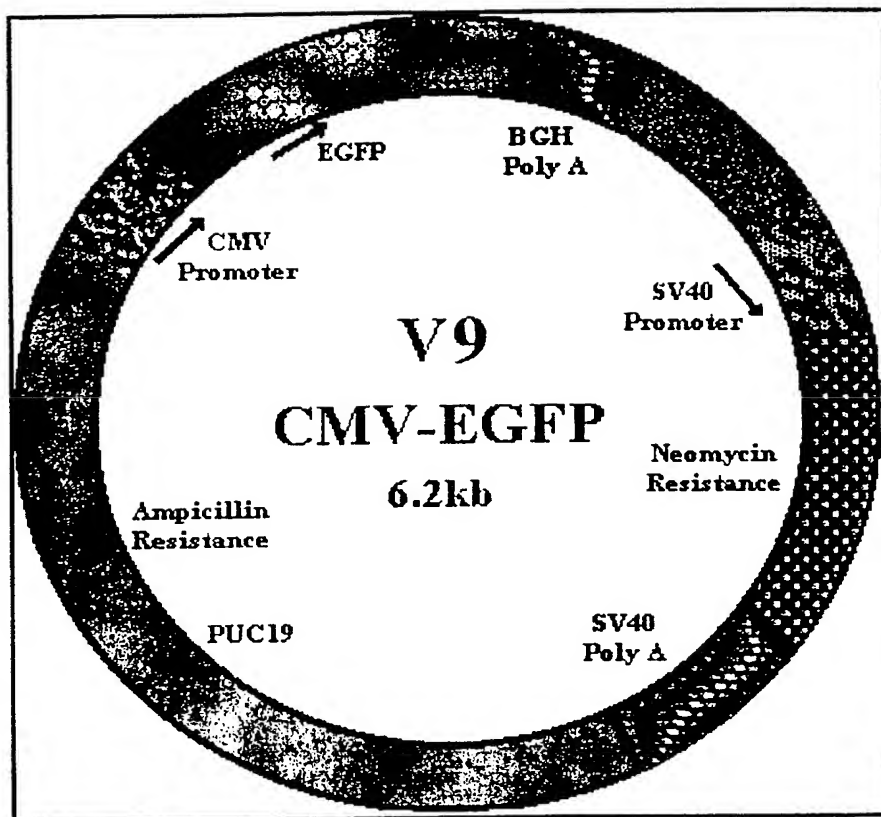 EGFP
BGH
Poly A
CMV
Promoter
SV40
Promoter
V9
CMV-EGFP
6.2kb
Neomycin
Resistance
Ampicillin
Resistance
PUC19
SV40
Poly A